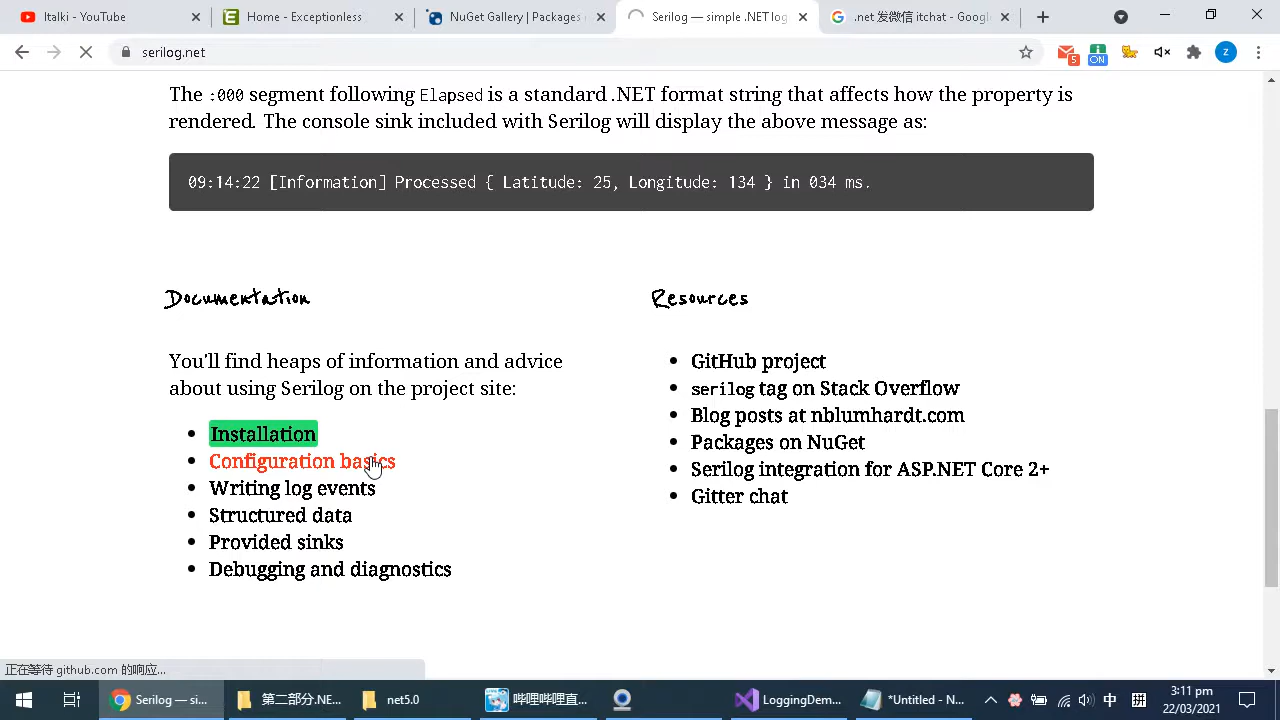 Italki - YouTube
Home - Exceptionless
NuGet Gallery | Packages
Serilog — simple .NET log
.net 发微信 itcast - Google
serilog.net
5
ON
Z
The :000 segment following Elapsed is a standard .NET format string that affects how the property is
rendered. The console sink included with Serilog will display the above message as:
09:14:22 [Information] Processed { Latitude: 25, Longitude: 134 } in 034 ms.
Documentation
You'll find heaps of information and advice
about using Serilog on the project site:
Installation
Configuration basics
Writing log events
Structured data
Provided sinks
Debugging and diagnostics
Resources
GitHub project
serilog tag on Stack Overflow
Blog posts at nblumhardt.com
Packages on NuGet
Serilog integration for ASP.NET Core 2+
Gitter chat
正在等待 github.com 的响应...
Serilog — si...
第二部分.NE...
net5.0
哔哩哔哩直...
LoggingDem...
*Untitled - N...
中
拼
3:11 pm
22/03/2021